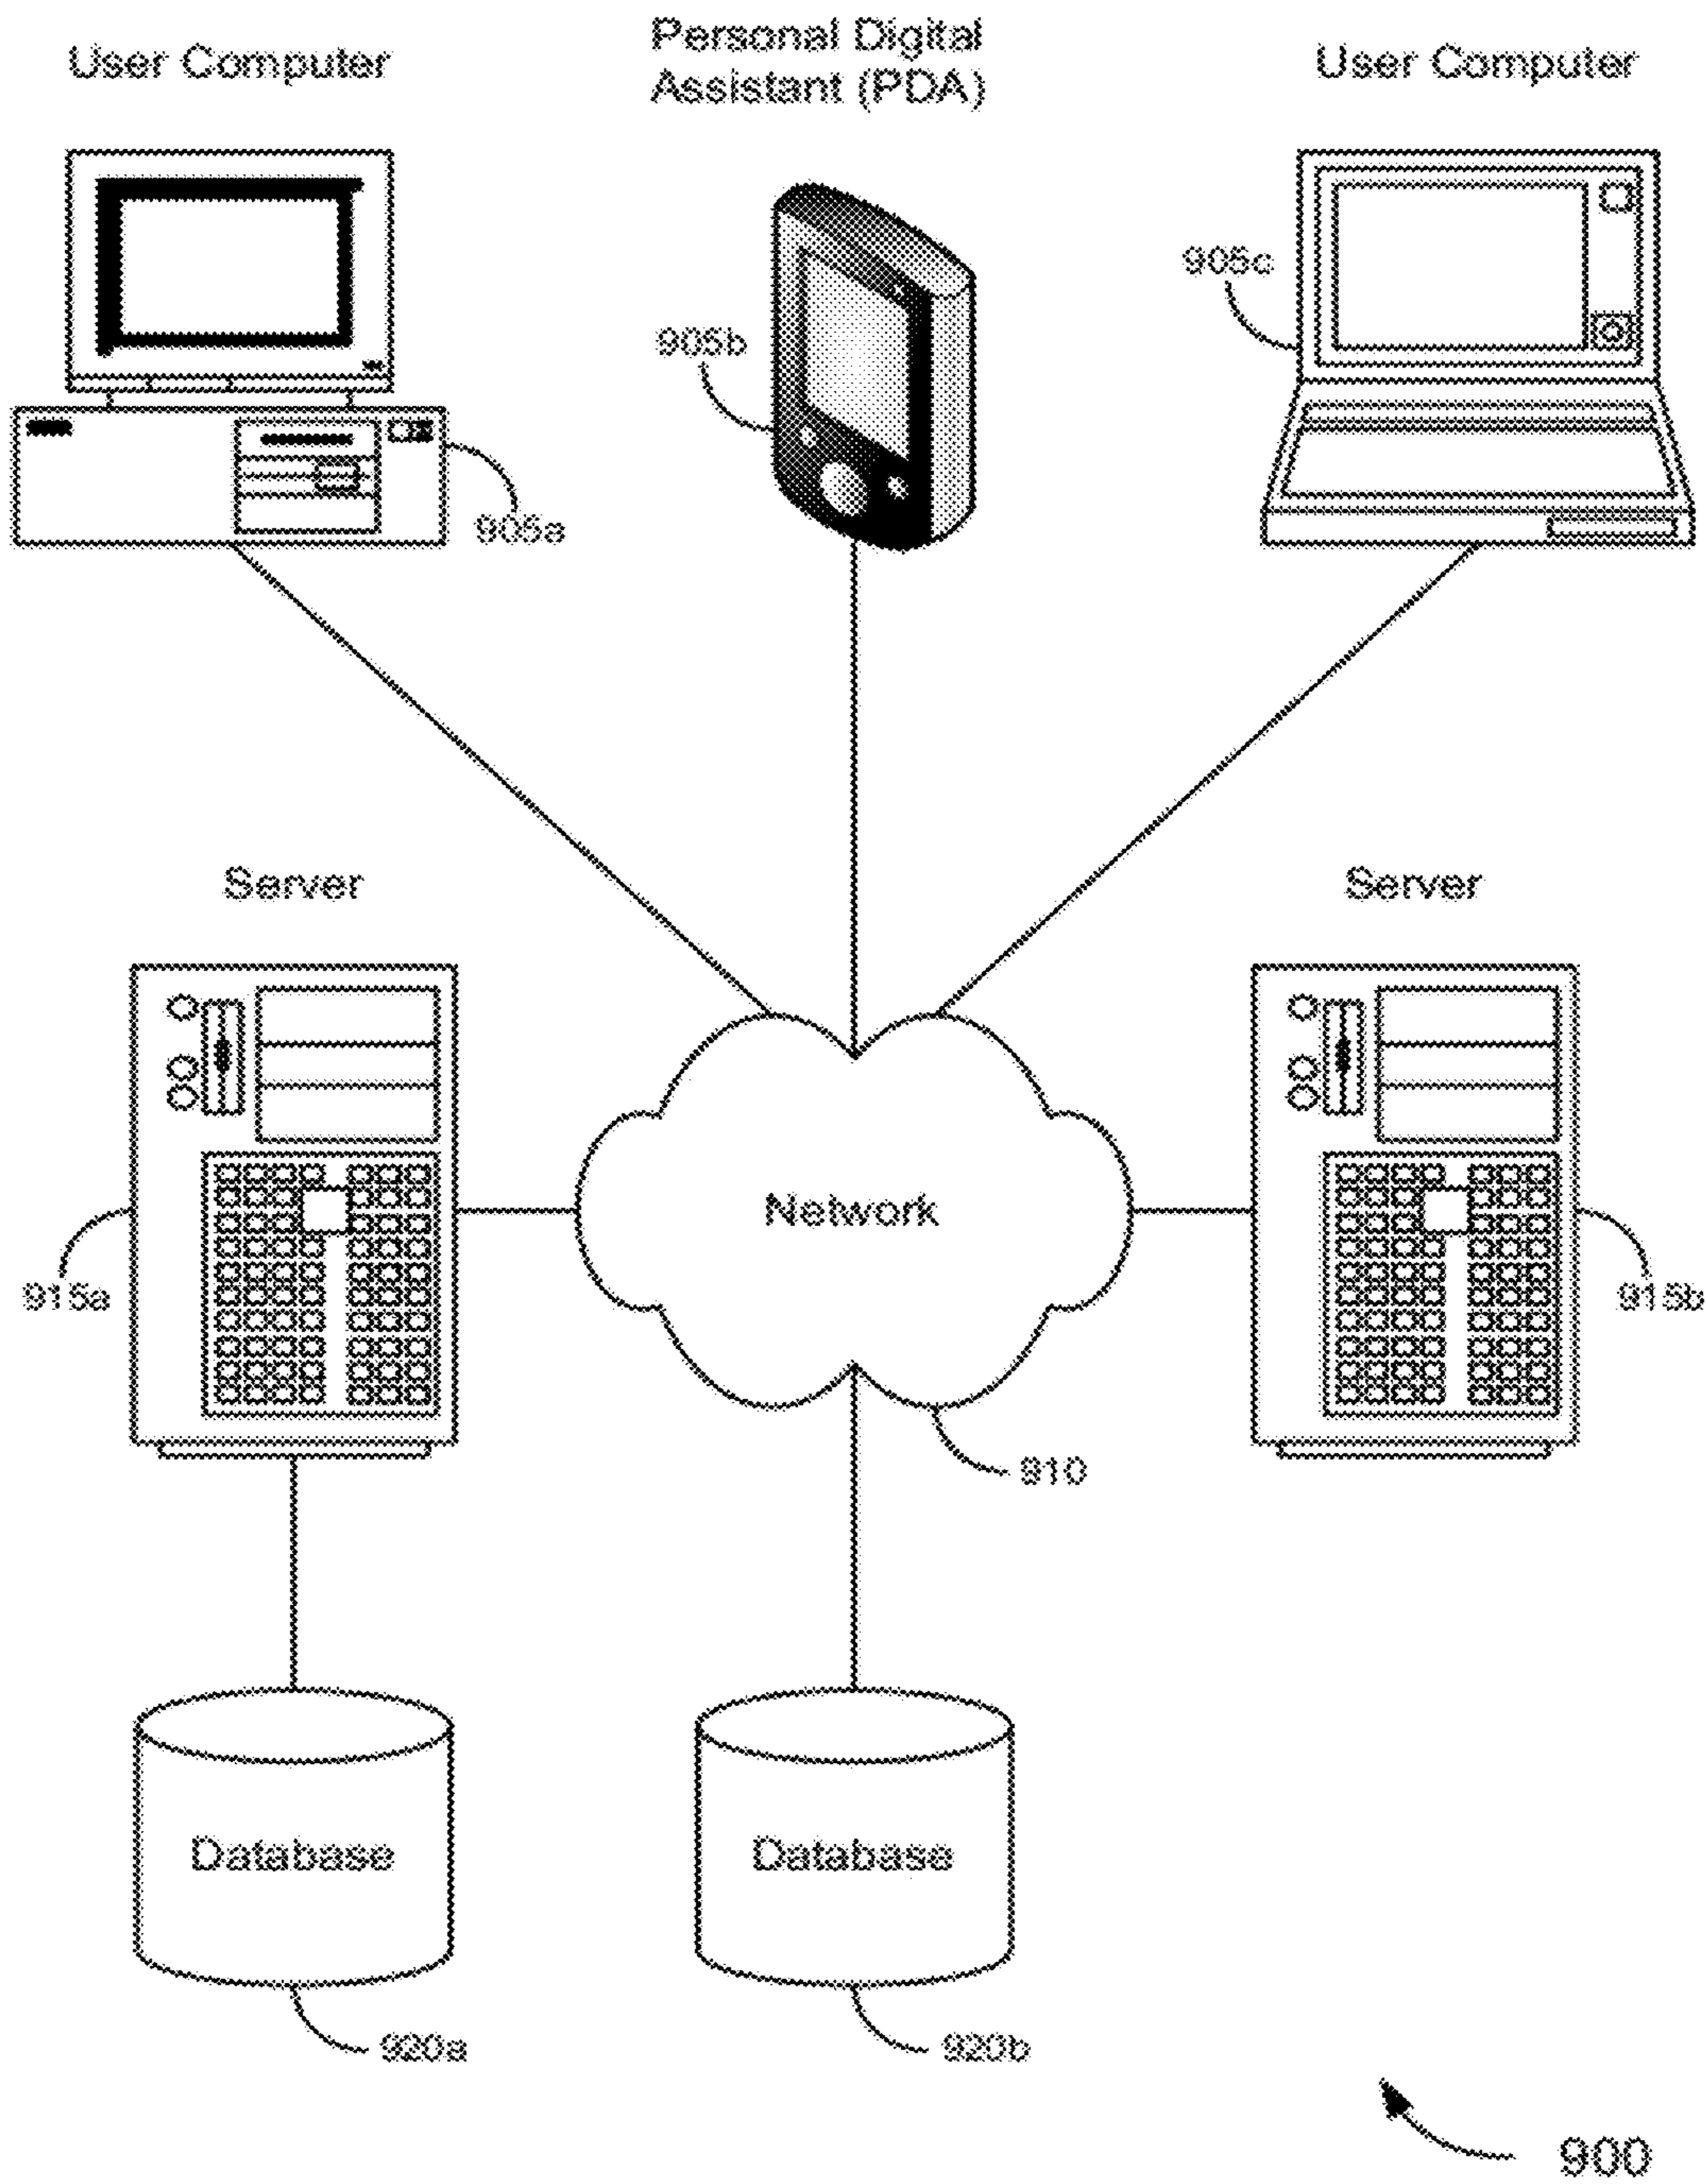 User Computer
Personal Digital
Assistant (PDA)
User Computer
905a
905b
905c
Server
Server
Network
915a
915b
910
Database
Database
920a
920b
900